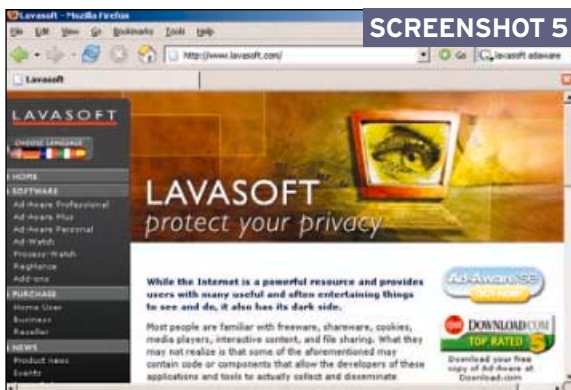 Lavasoft - Mozilla Firefox
SCREENSHOT 5
File Edit View Go Bookmarks Tools Help
http://www.lavasoft.com/
Go
lavasoft adaware
Lavasoft
LAVASOFT
CHOOSE LANGUAGE
HOME
SOFTWARE
Ad-Aware Professional
Ad-Aware Plus
Ad-Aware Personal
Ad-Watch
Process-Watch
RegHance
Add-ons
PURCHASE
Home User
Business
Reseller
NEWS
Product news
Events
LAVASOFT
protect your privacy
While the Internet is a powerful resource and provides
users with many useful and often entertaining things
to see and do, it also has its dark side.
Most people are familiar with freeware, shareware, cookies,
media players, interactive content, and file sharing. What they
may not realize is that some of the aforementioned may
contain code or components that allow the developers of these
applications and tools to actually collect and disseminate
Ad-Aware SE
OUT NOW!
DOWNLOAD.COM
TOP RATED 5
Download your free
copy of Ad-Aware at
Download.com